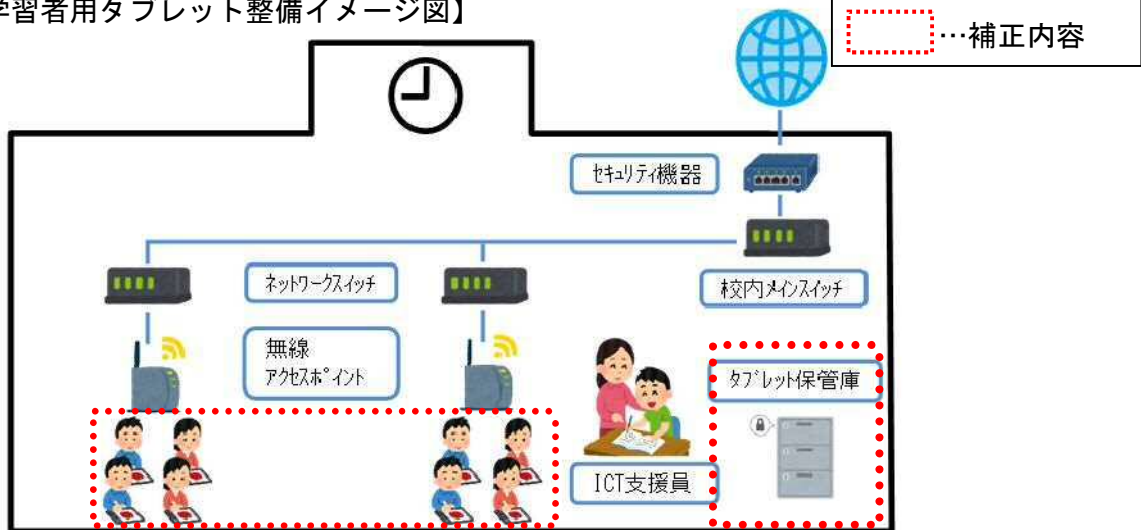 学習者用タブレット整備イメージ図】
…補正内容
セキュリティ機器
ネットワークスイッチ
校内メインスイッチ
無線
アクセスポイント
タブレット保管庫
ICT支援員